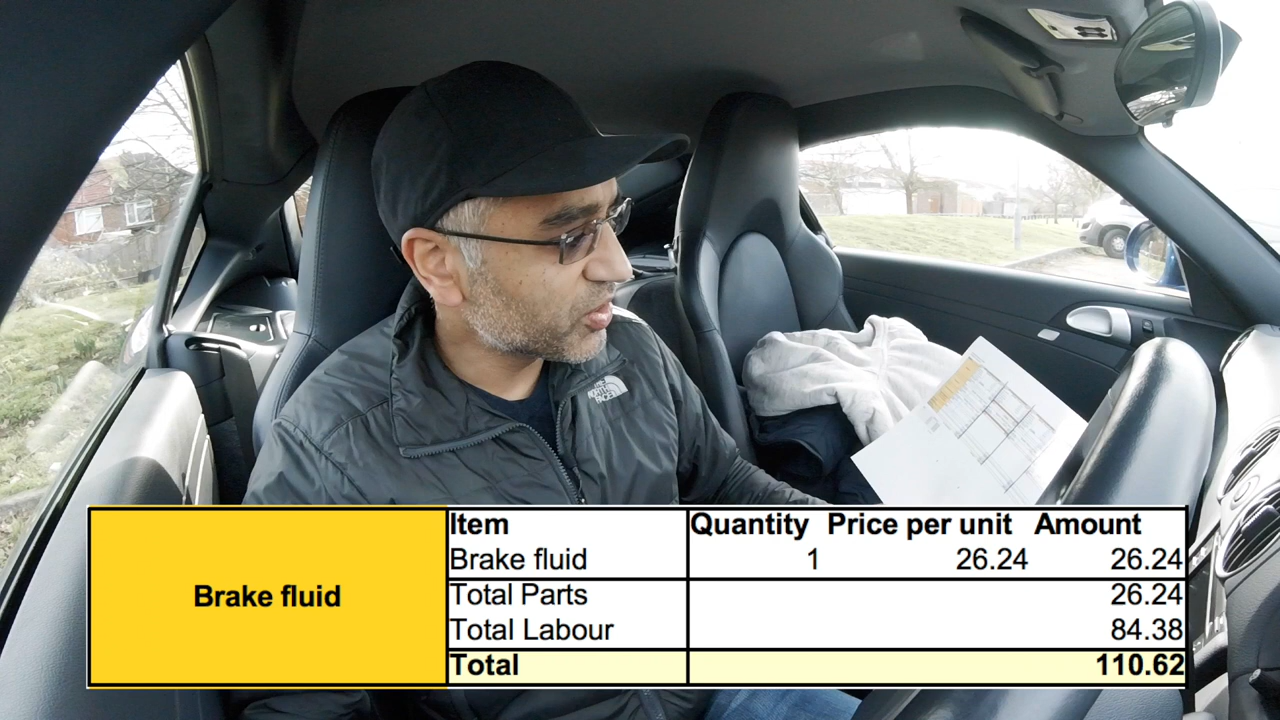 THE
NORTH
FACE
Item Quantity Price per unit Amount
Brake fluid 1 26.24 26.24
Brake fluid
Total Parts 26.24
Total Labour 84.38
Total 110.62